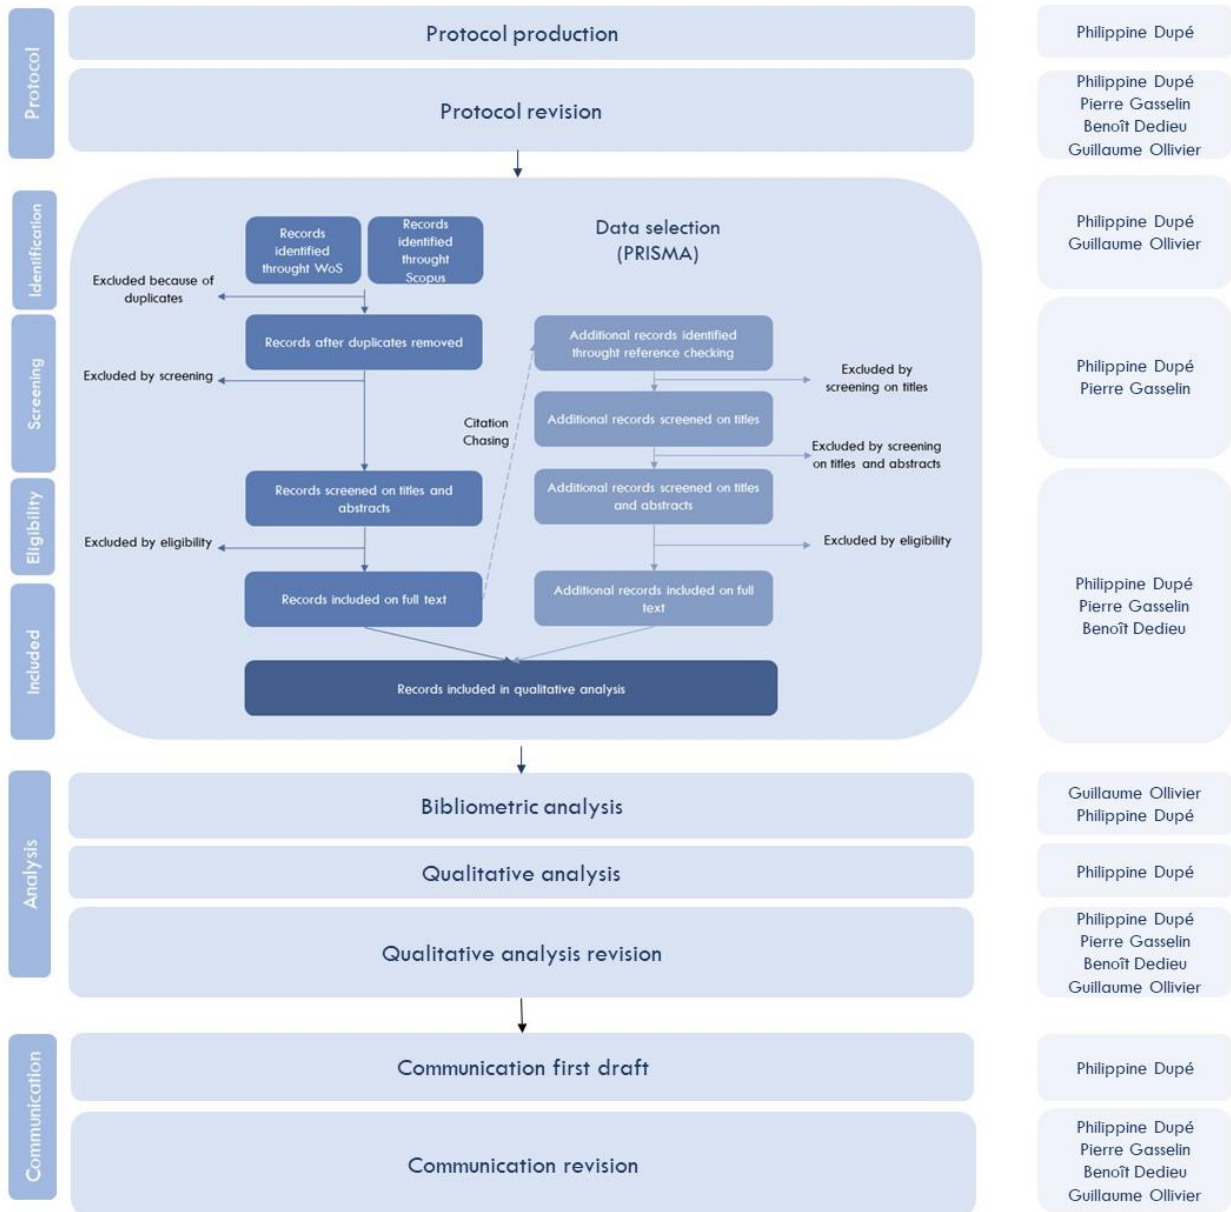 Protocol
Protocol production
Philippine Dupé
Protocol revision
Philippine Dupé
Pierre Gasselin
Benoît Dedieu
Guillaume Ollivier
Identification
Records
identified
throught WoS
Records
identified
throught
Scopus
Data selection
(PRISMA)
Philippine Dupé
Guillaume Ollivier
Excluded because of
duplicates
Screening
Records after duplicates removed
Additional records identified
throught reference checking
Philippine Dupé
Pierre Gasselin
Excluded by screening
Excluded by
screening on titles
Citation
Chasing
Additional records screened on titles
Excluded by screening
on titles and abstracts
Eligibility
Records screened on titles and
abstracts
Additional records screened on titles
and abstracts
Excluded by eligibility
Excluded by eligibility
Included
Records included on full text
Additional records included on full
text
Philippine Dupé
Pierre Gasselin
Benoît Dedieu
Records included in qualitative analysis
Analysis
Bibliometric analysis
Guillaume Ollivier
Philippine Dupé
Qualitative analysis
Philippine Dupé
Qualitative analysis revision
Philippine Dupé
Pierre Gasselin
Benoît Dedieu
Guillaume Ollivier
Communication
Communication first draft
Philippine Dupé
Communication revision
Philippine Dupé
Pierre Gasselin
Benoît Dedieu
Guillaume Ollivier